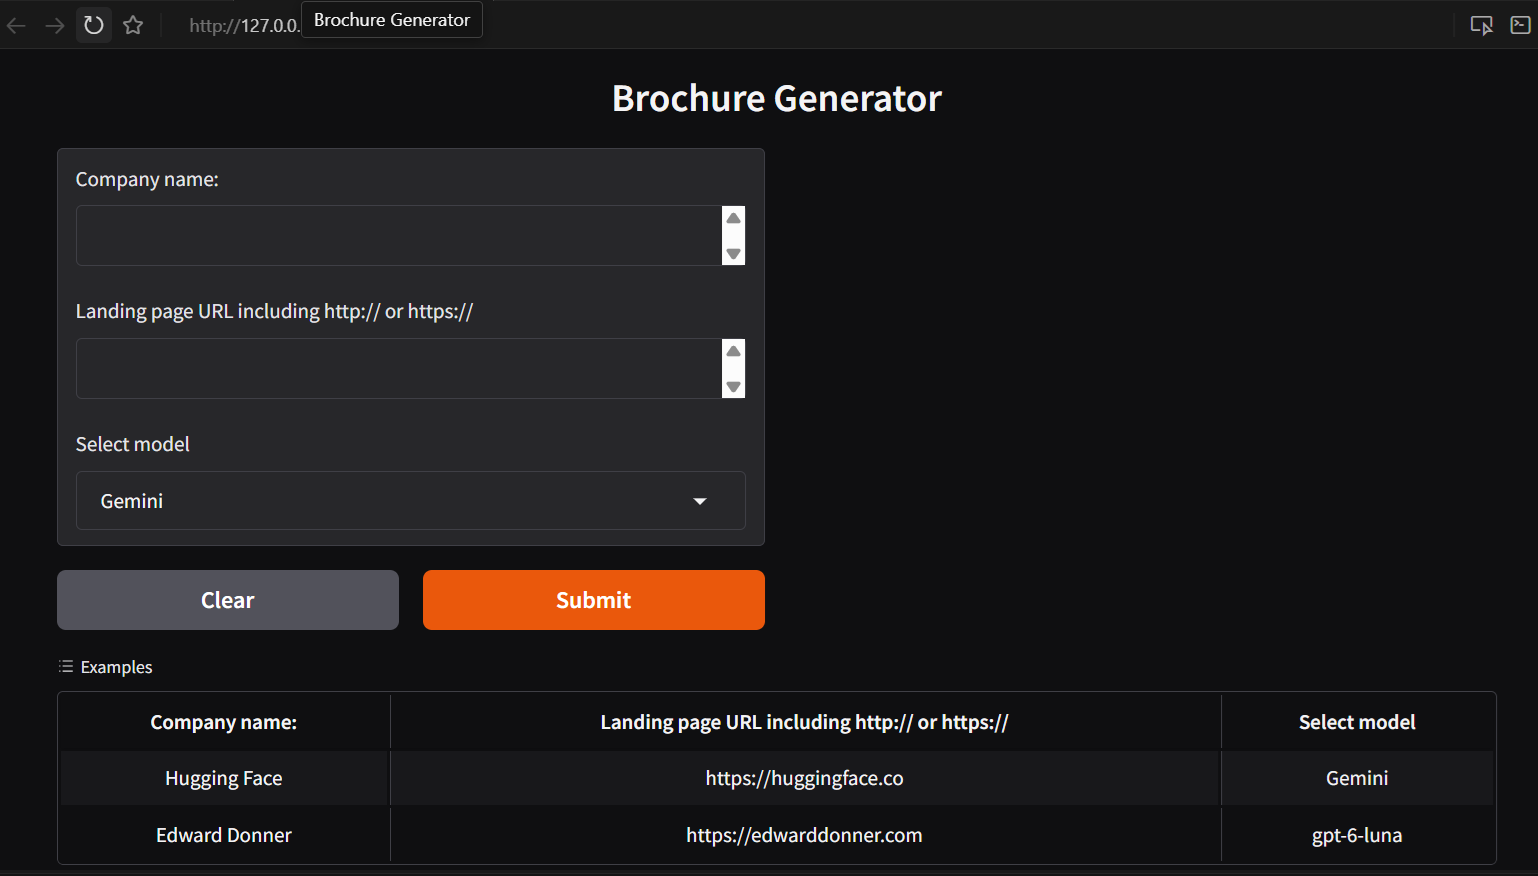 http://127.0.0.
Brochure Generator
Brochure Generator
Company name:
Landing page URL including http:// or https://
Select model
Gemini
Clear Submit
Examples
Company name: Landing page URL including http:// or https:// Select model
Hugging Face https://huggingface.co Gemini
Edward Donner https://edwarddonner.com gpt-6-luna